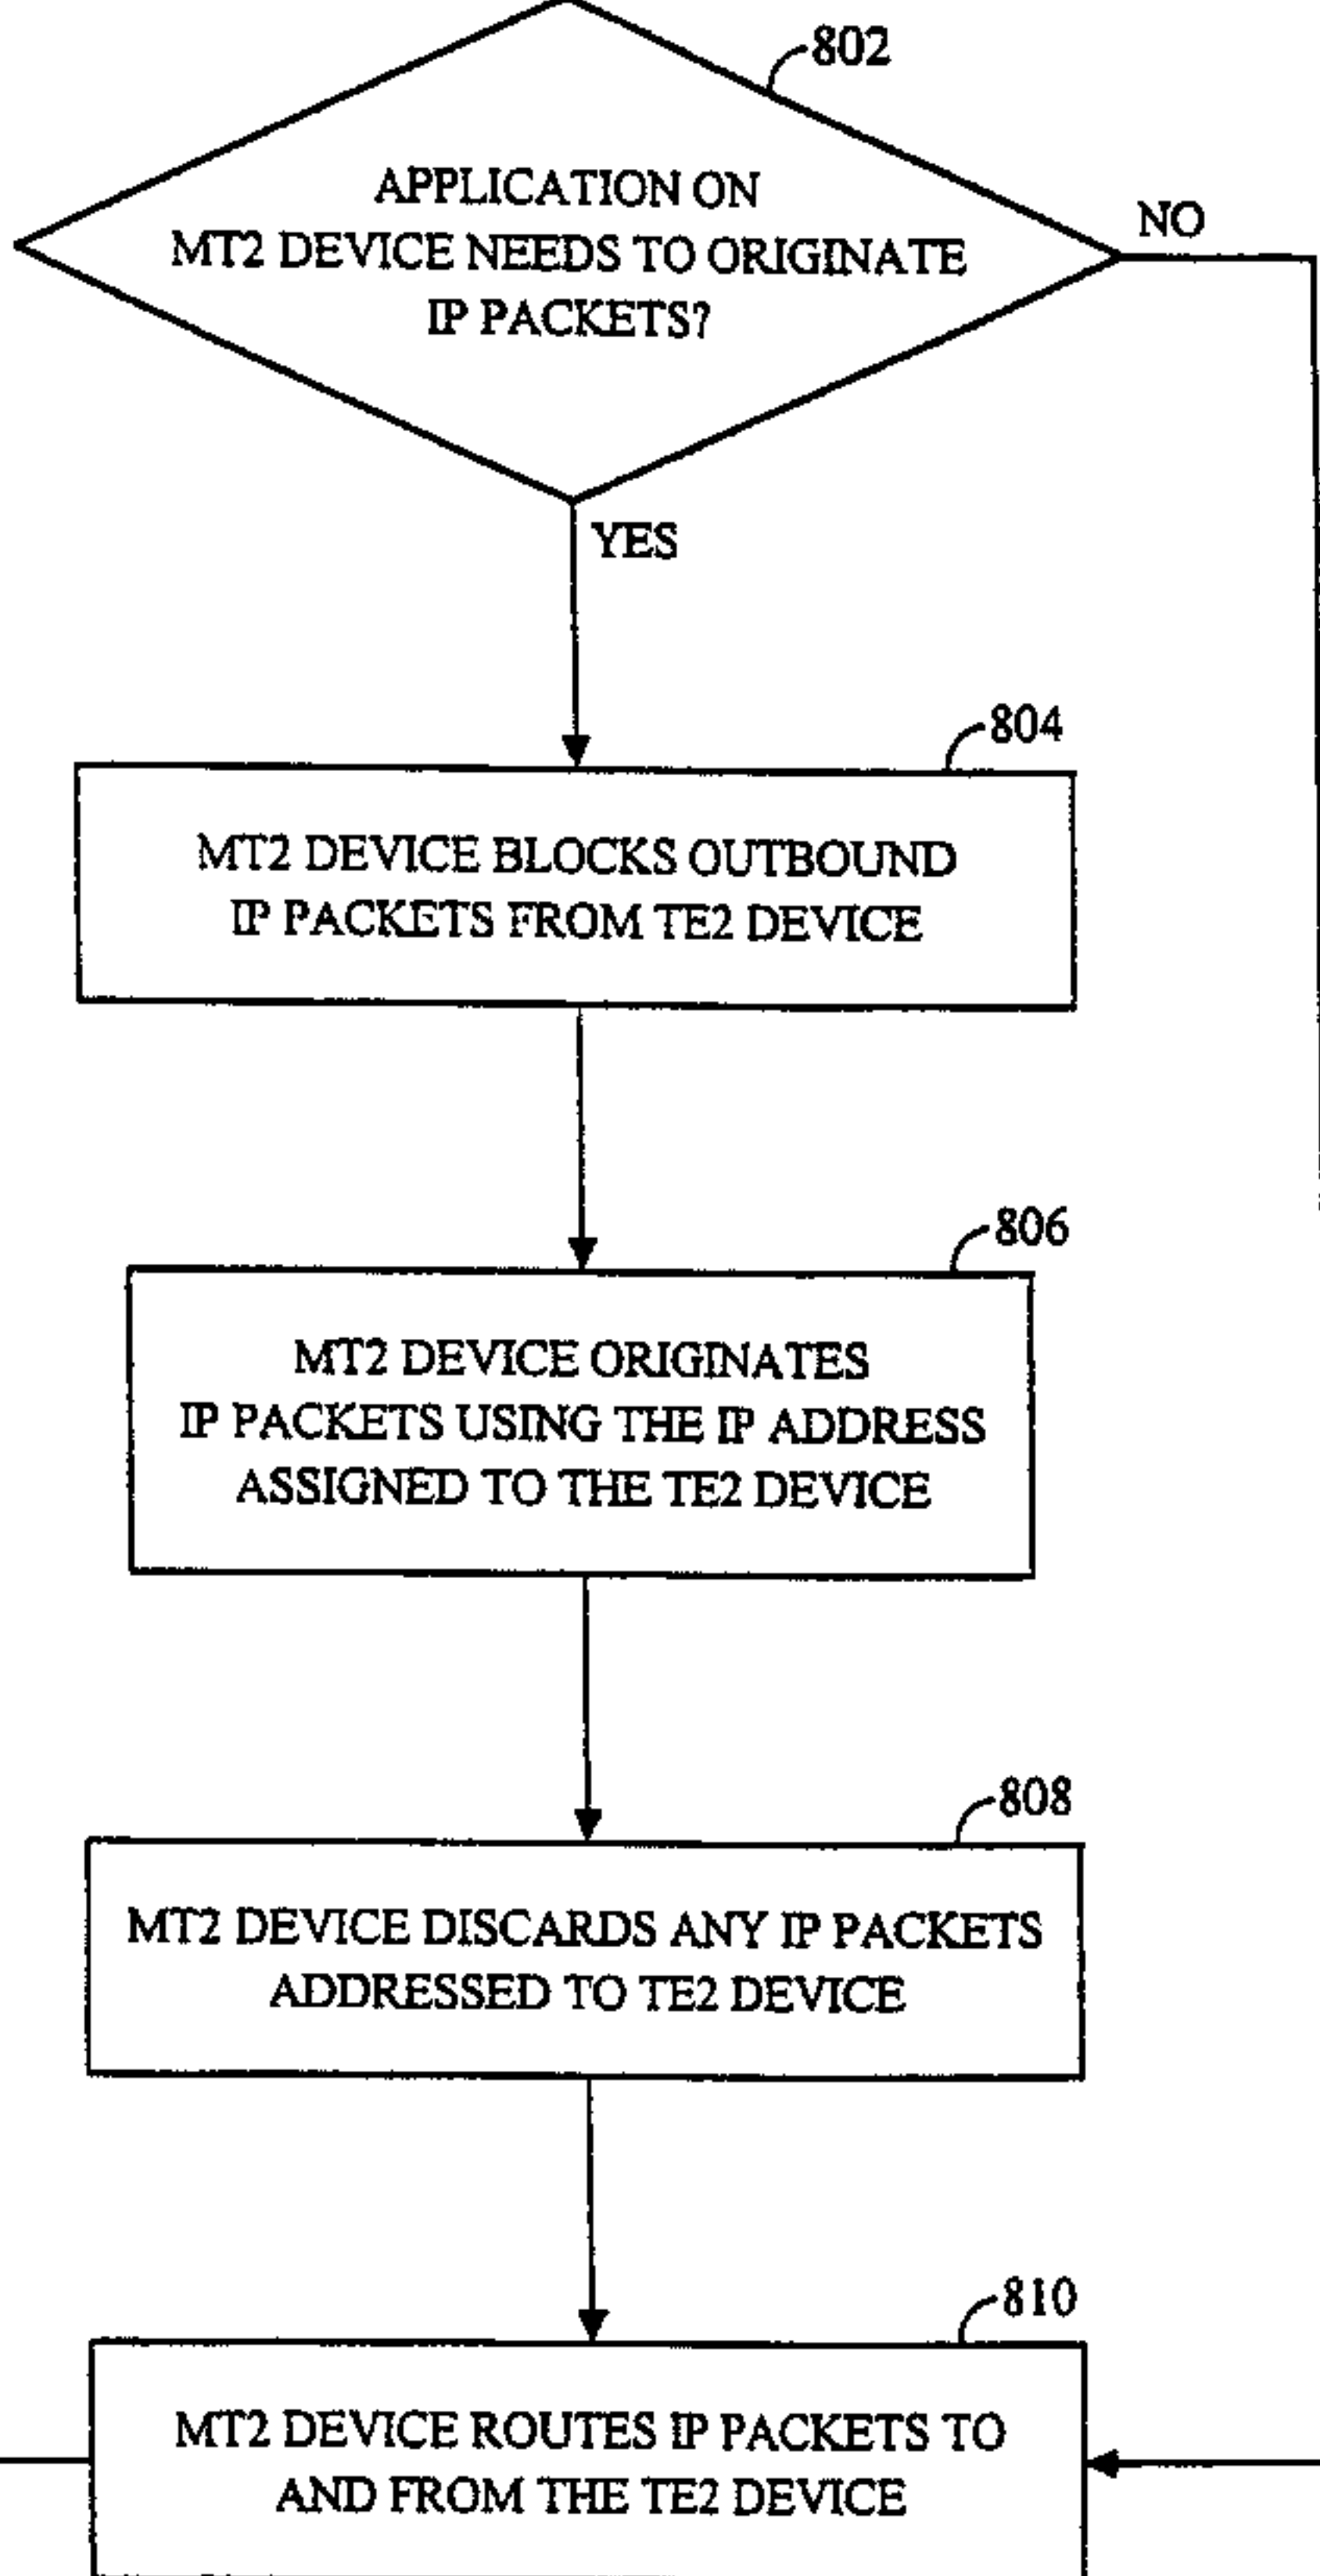 802
APPLICATION ON
MT2 DEVICE NEEDS TO ORIGINATE
IP PACKETS?
NO
YES
804
MT2 DEVICE BLOCKS OUTBOUND
IP PACKETS FROM TE2 DEVICE
806
MT2 DEVICE ORIGINATES
IP PACKETS USING THE IP ADDRESS
ASSIGNED TO THE TE2 DEVICE
808
MT2 DEVICE DISCARDS ANY IP PACKETS
ADDRESSED TO TE2 DEVICE
810
MT2 DEVICE ROUTES IP PACKETS TO
AND FROM THE TE2 DEVICE